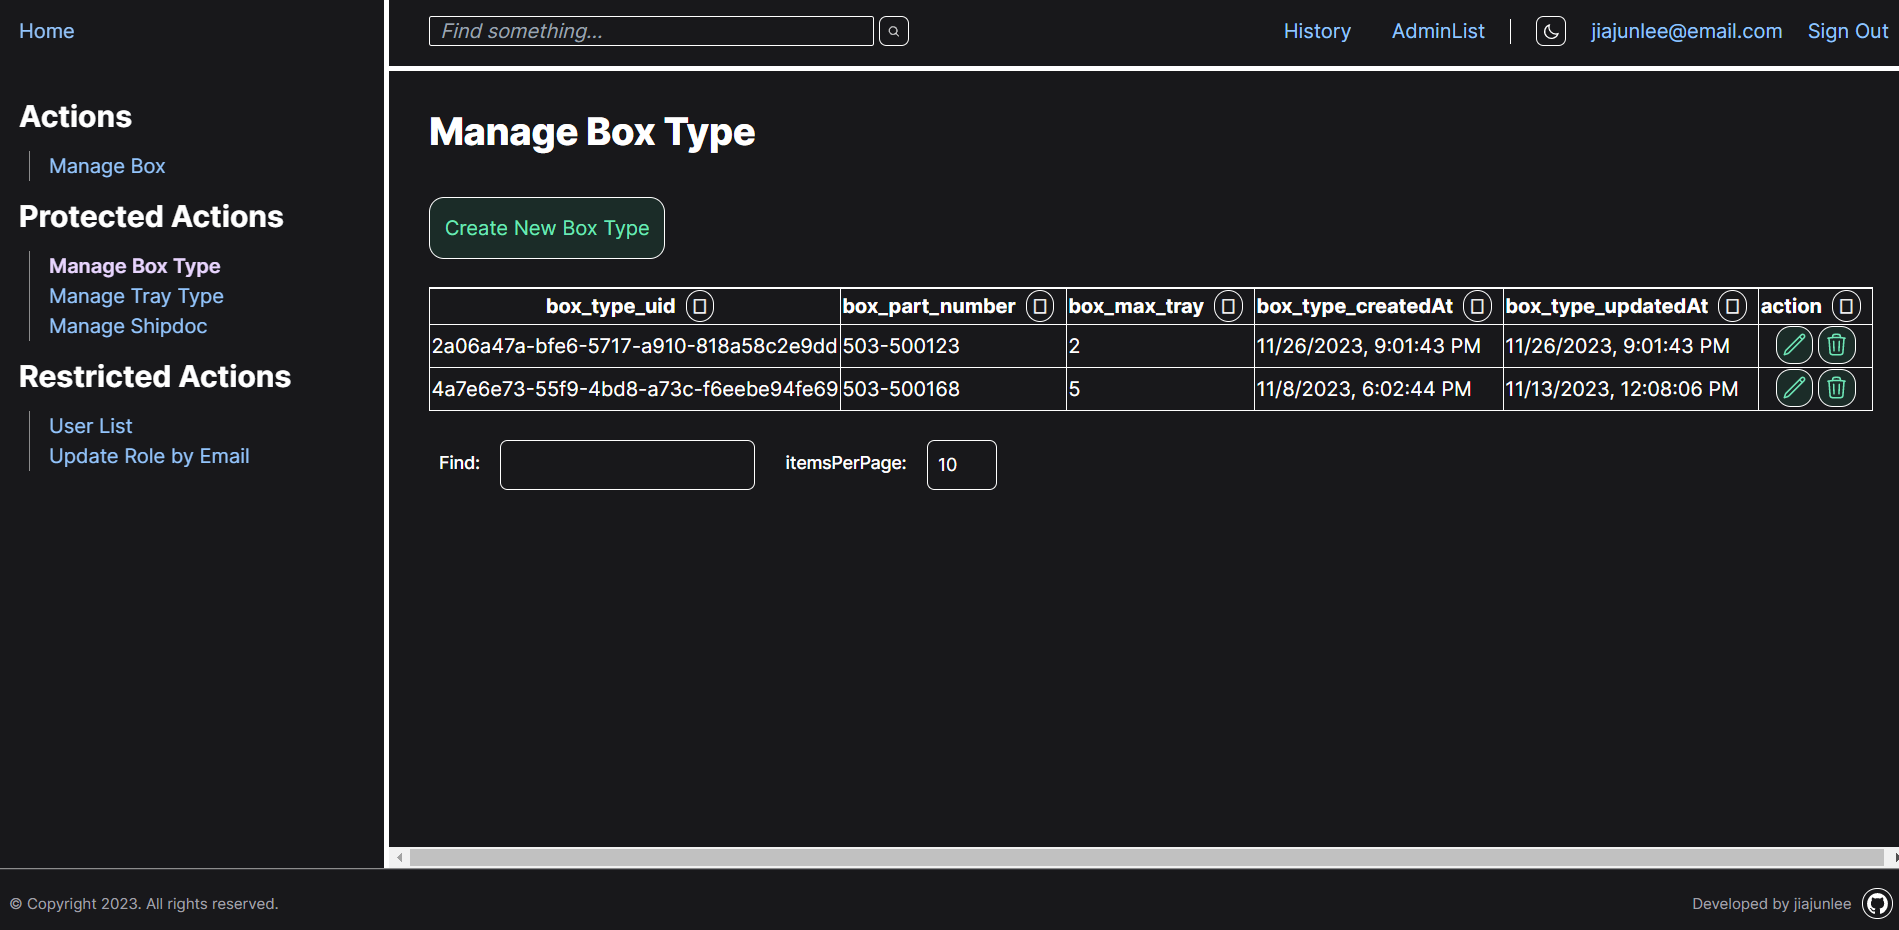 Home
Find something...
History AdminList jiajunlee@email.com Sign Out
Actions
Manage Box
Protected Actions
Manage Box Type
Manage Tray Type
Manage Shipdoc
Restricted Actions
User List
Update Role by Email
Manage Box Type
Create New Box Type
box_type_uid box_part_number box_max_tray box_type_createdAt box_type_updatedAt action
2a06a47a-bfe6-5717-a910-818a58c2e9dd 503-500123 2 11/26/2023, 9:01:43 PM 11/26/2023, 9:01:43 PM
4a7e6e73-55f9-4bd8-a73c-f6eebe94fe69 503-500168 5 11/8/2023, 6:02:44 PM 11/13/2023, 12:08:06 PM
Find: itemsPerPage: 10
© Copyright 2023. All rights reserved.
Developed by jiajunlee